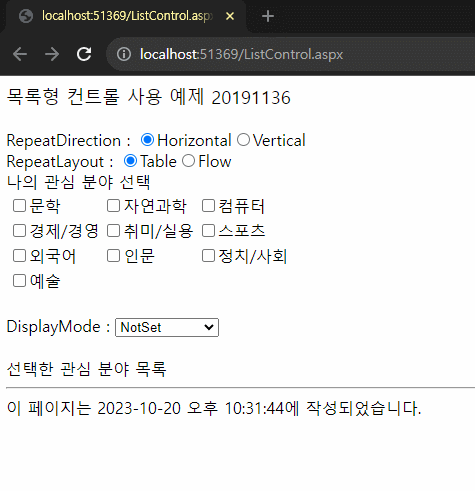 localhost:51369/ListControl.asp
localhost:51369/ListControl.aspx
목록형 컨트롤 사용 예제 20191136
RepeatDirection : Horizontal Vertical
RepeatLayout : Table Flow
나의 관심 분야 선택
문학 자연과학 컴퓨터
경제/경영 취미/실용 스포츠
외국어 인문 정치/사회
예술
DisplayMode : NotSet
선택한 관심 분야 목록
이 페이지는 2023-10-20 오후 10:31:44에 작성되었습니다.